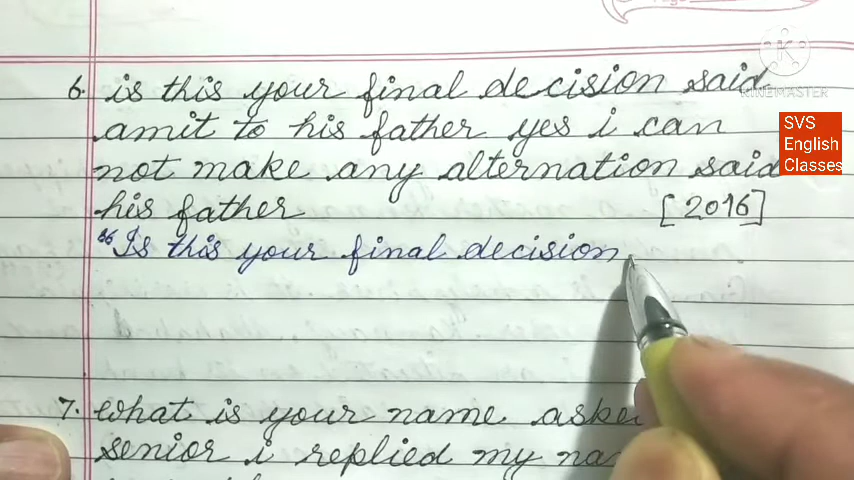 KINEMASTER
SVS
English
Classes
6. is this your final decision said
amit to his father yes i can
not make any alternation said
his father [2016]
"Is this your final decision
7. What is your name
senior i replied my